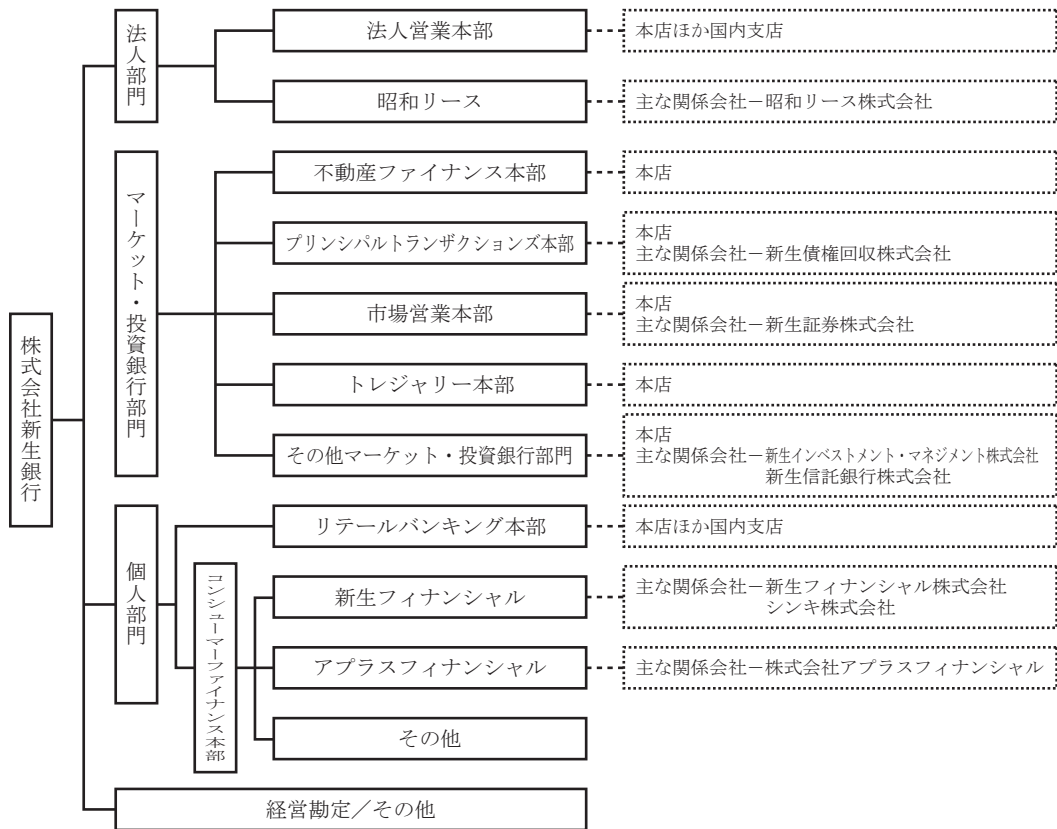 株式会社新生銀行
法人部門
法人営業本部
本店ほか国内支店
昭和リース
主な関係会社－昭和リース株式会社
マーケット・投資銀行部門
不動産ファイナンス本部
本店
プリンシパルトランザクションズ本部
本店
主な関係会社－新生債権回収株式会社
市場営業本部
本店
主な関係会社－新生証券株式会社
トレジャリー本部
本店
その他マーケット・投資銀行部門
本店
主な関係会社－新生インベストメント・マネジメント株式会社
新生信託銀行株式会社
個人部門
リテールバンキング本部
本店ほか国内支店
コンシューマーファイナンス本部
新生フィナンシャル
主な関係会社－新生フィナンシャル株式会社
シンキ株式会社
アプラスフィナンシャル
主な関係会社－株式会社アプラスフィナンシャル
その他
経営勘定／その他